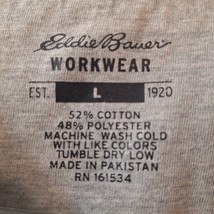 Eddie Bauer
WORKWEAR
EST. L 1920
52% COTTON
48% POLYESTER
MACHINE WASH COLD
WITH LIKE COLORS
TUMBLE DRY LOW
MADE IN PAKISTAN
RN 161534